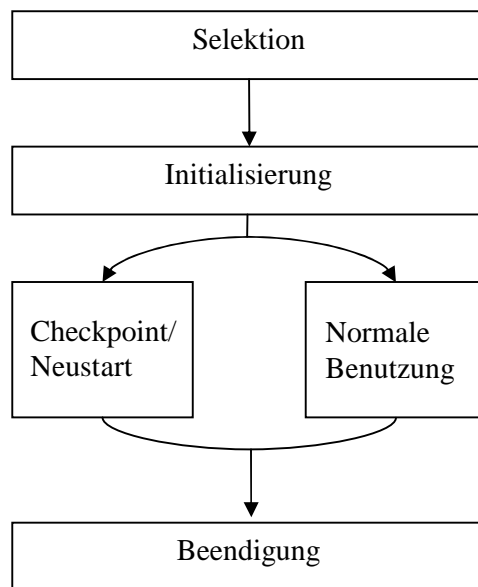 Selektion
Initialisierung
Checkpoint/
Neustart
Normale
Benutzung
Beendigung